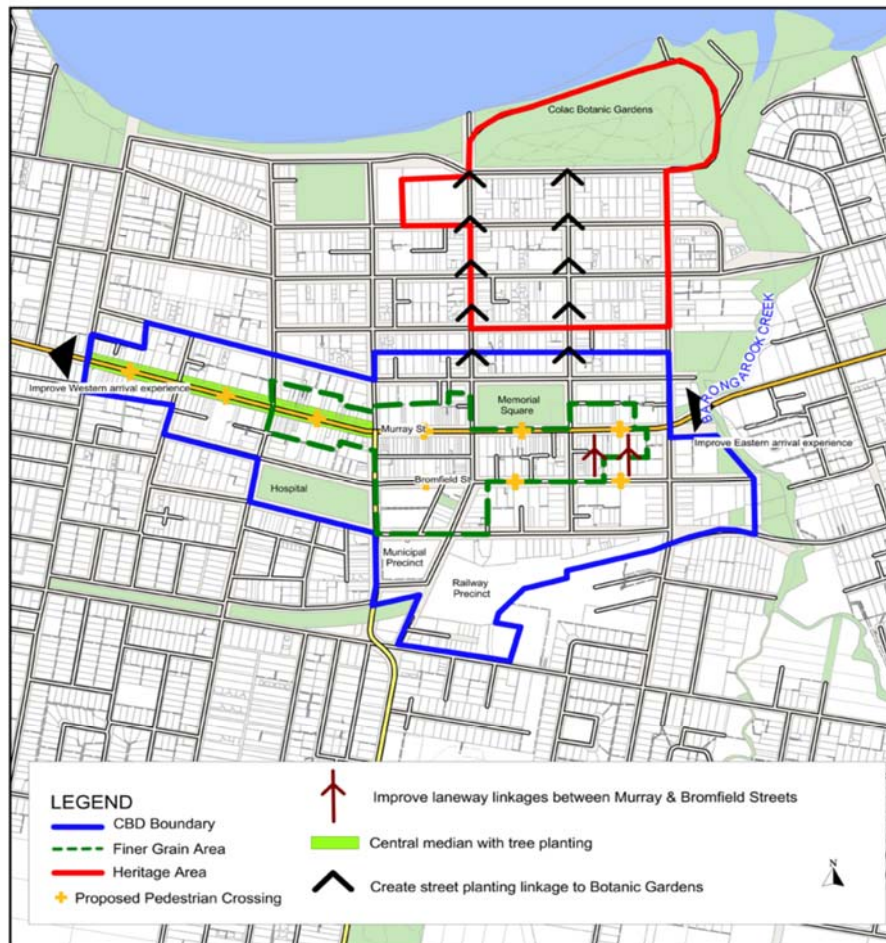 Colac Botanic Gardens
BARONGAROOK CREEK
Improve Western arrival experience
Memorial
Square
Murray St
Improve Eastern arrival experience
Bromfield St
Hospital
Municipal
Precinct
Railway
Precinct
LEGEND
CBD Boundary
Finer Grain Area
Heritage Area
Proposed Pedestrian Crossing
Improve laneway linkages between Murray & Bromfield Streets
Central median with tree planting
Create street planting linkage to Botanic Gardens
N